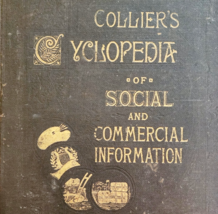 COLLIER'S
CYCLOPEDIA
OF
SOCIAL
AND
COMMERCIAL
INFORMATION